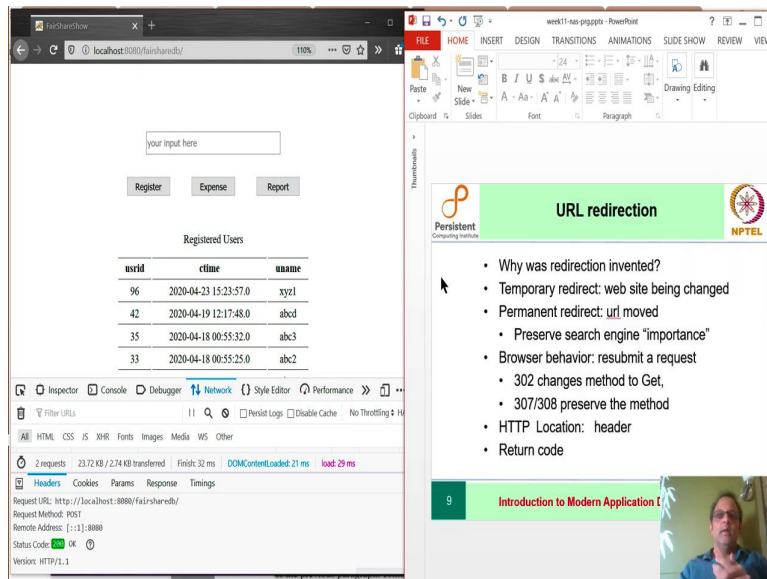 FairShareShow
localhost:8080/fairsharedb/
110%
your input here
Register Expense Report
Registered Users
usrid ctime uname
96 2020-04-23 15:23:57.0 xyz1
42 2020-04-19 12:17:48.0 abcd
35 2020-04-18 00:55:32.0 abc3
33 2020-04-18 00:55:25.0 abc2
Inspector Console Debugger Network {} Style Editor Performance
Filter URLs Persist Logs Disable Cache No Throttling HA
All HTML CSS JS XHR Fonts Images Media WS Other
2 requests 23.72 KB / 2.74 KB transferred Finish: 32 ms DOMContentLoaded: 21 ms load: 29 ms
Headers Cookies Params Response Timings
Request URL: http://localhost:8080/fairsharedb/
Request Method: POST
Remote Address: [::1]:8080
Status Code: 200 OK
Version: HTTP/1.1
week11-nas-prg.pptx - PowerPoint
FILE HOME INSERT DESIGN TRANSITIONS ANIMATIONS SLIDE SHOW REVIEW VIEW
Paste New Slide 24 Drawing Editing
B I U S abc AV
A Aa A A
Clipboard Slides Font Paragraph
Thumbnails
Persistent
Computing Institute
URL redirection
NPTEL
• Why was redirection invented?
• Temporary redirect: web site being changed
• Permanent redirect: url moved
• Preserve search engine “importance”
• Browser behavior: resubmit a request
• 302 changes method to Get,
• 307/308 preserve the method
• HTTP Location: header
• Return code
9 Introduction to Modern Application D